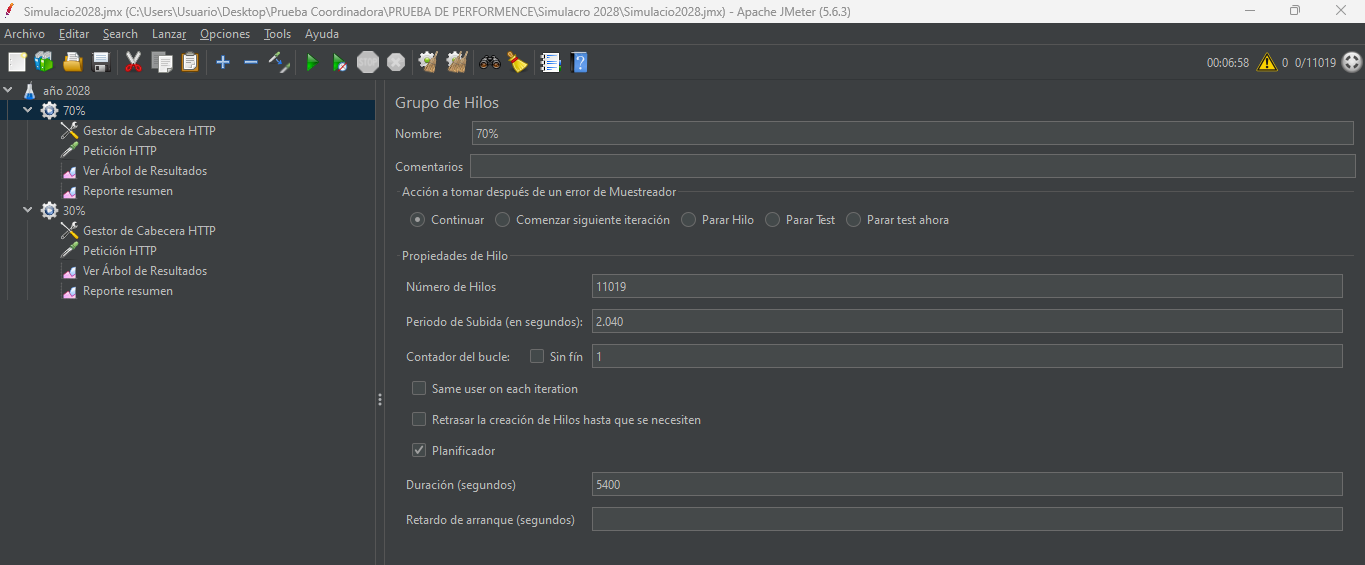 Simulacio2028.jmx (C:\Users\Usuario\Desktop\Prueba Coordinadora\PRUEBA DE PERFORMENCE\Simulacro 2028\Simulacio2028.jmx) - Apache JMeter (5.6.3)
Archivo Editar Search Lanzar Opciones Tools Ayuda
STOP 00:06:58 0 0/11019
año 2028
70%
Gestor de Cabecera HTTP
Petición HTTP
Ver Árbol de Resultados
Reporte resumen
30%
Gestor de Cabecera HTTP
Petición HTTP
Ver Árbol de Resultados
Reporte resumen
Grupo de Hilos
Nombre: 70%
Comentarios
Acción a tomar después de un error de Muestreador
Continuar Comenzar siguiente iteración Parar Hilo Parar Test Parar test ahora
Propiedades de Hilo
Número de Hilos 11019
Periodo de Subida (en segundos): 2.040
Contador del bucle: Sin fín 1
Same user on each iteration
Retrasar la creación de Hilos hasta que se necesiten
Planificador
Duración (segundos) 5400
Retardo de arranque (segundos)